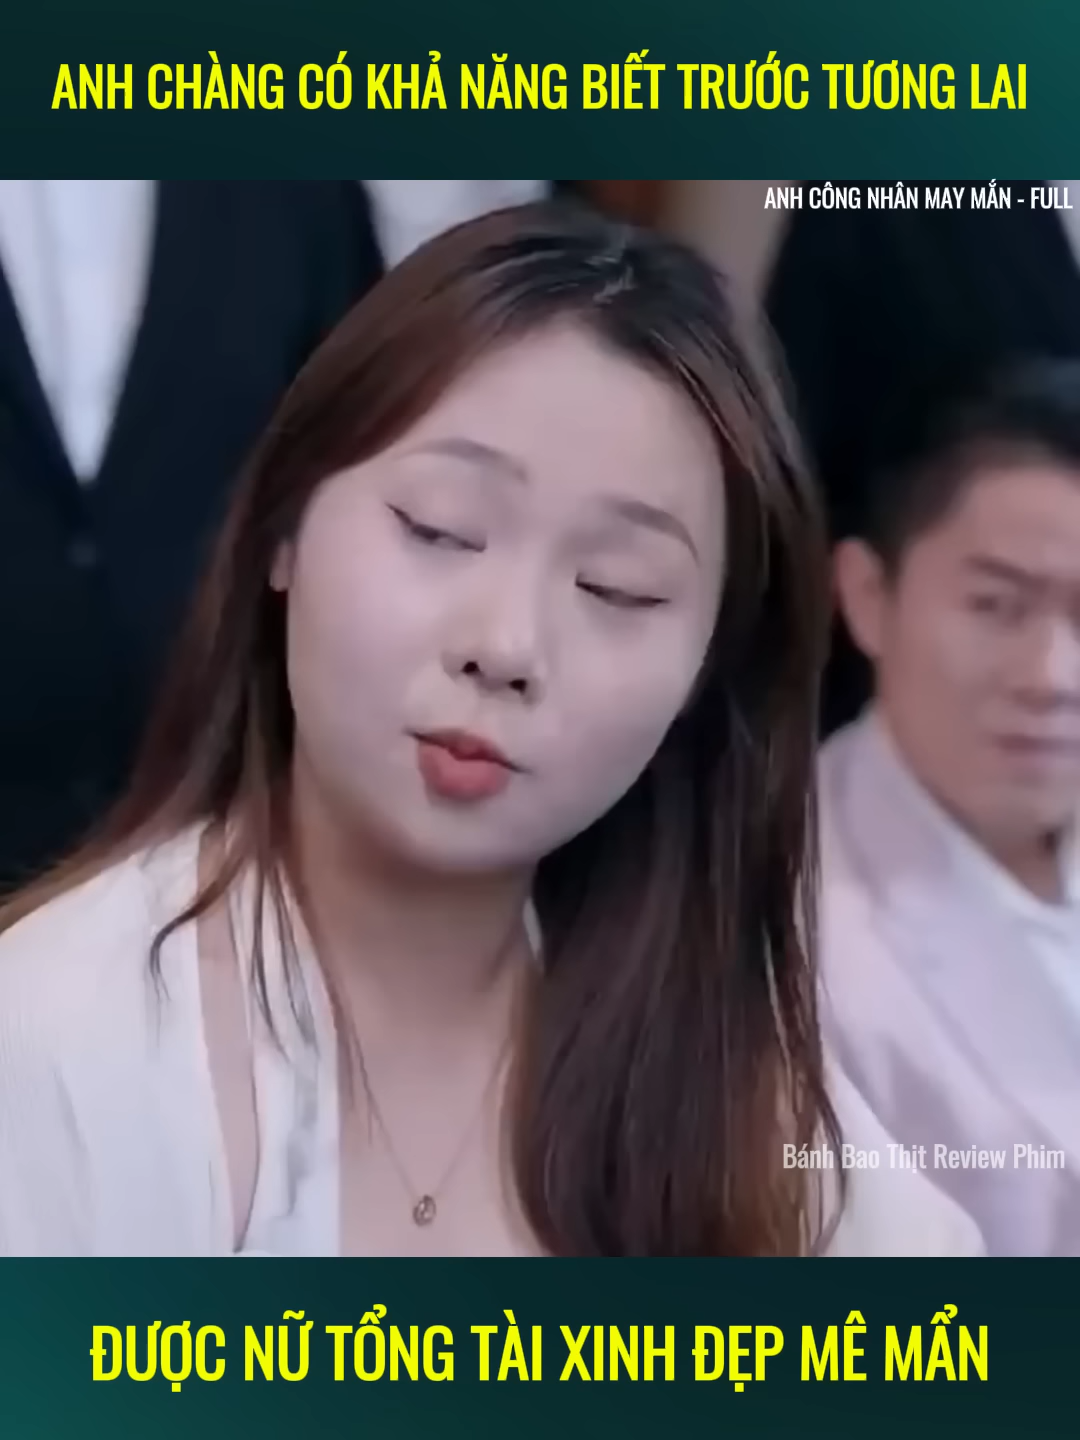 ANH CHÀNG CÓ KHẢ NĂNG BIẾT TRƯỚC TƯƠNG LAI
ANH CÔNG NHÂN MAY MẮN - FULL
Bánh Bao Thịt Review Phim
ĐƯỢC NỮ TỔNG TÀI XINH ĐẸP MÊ MẨN